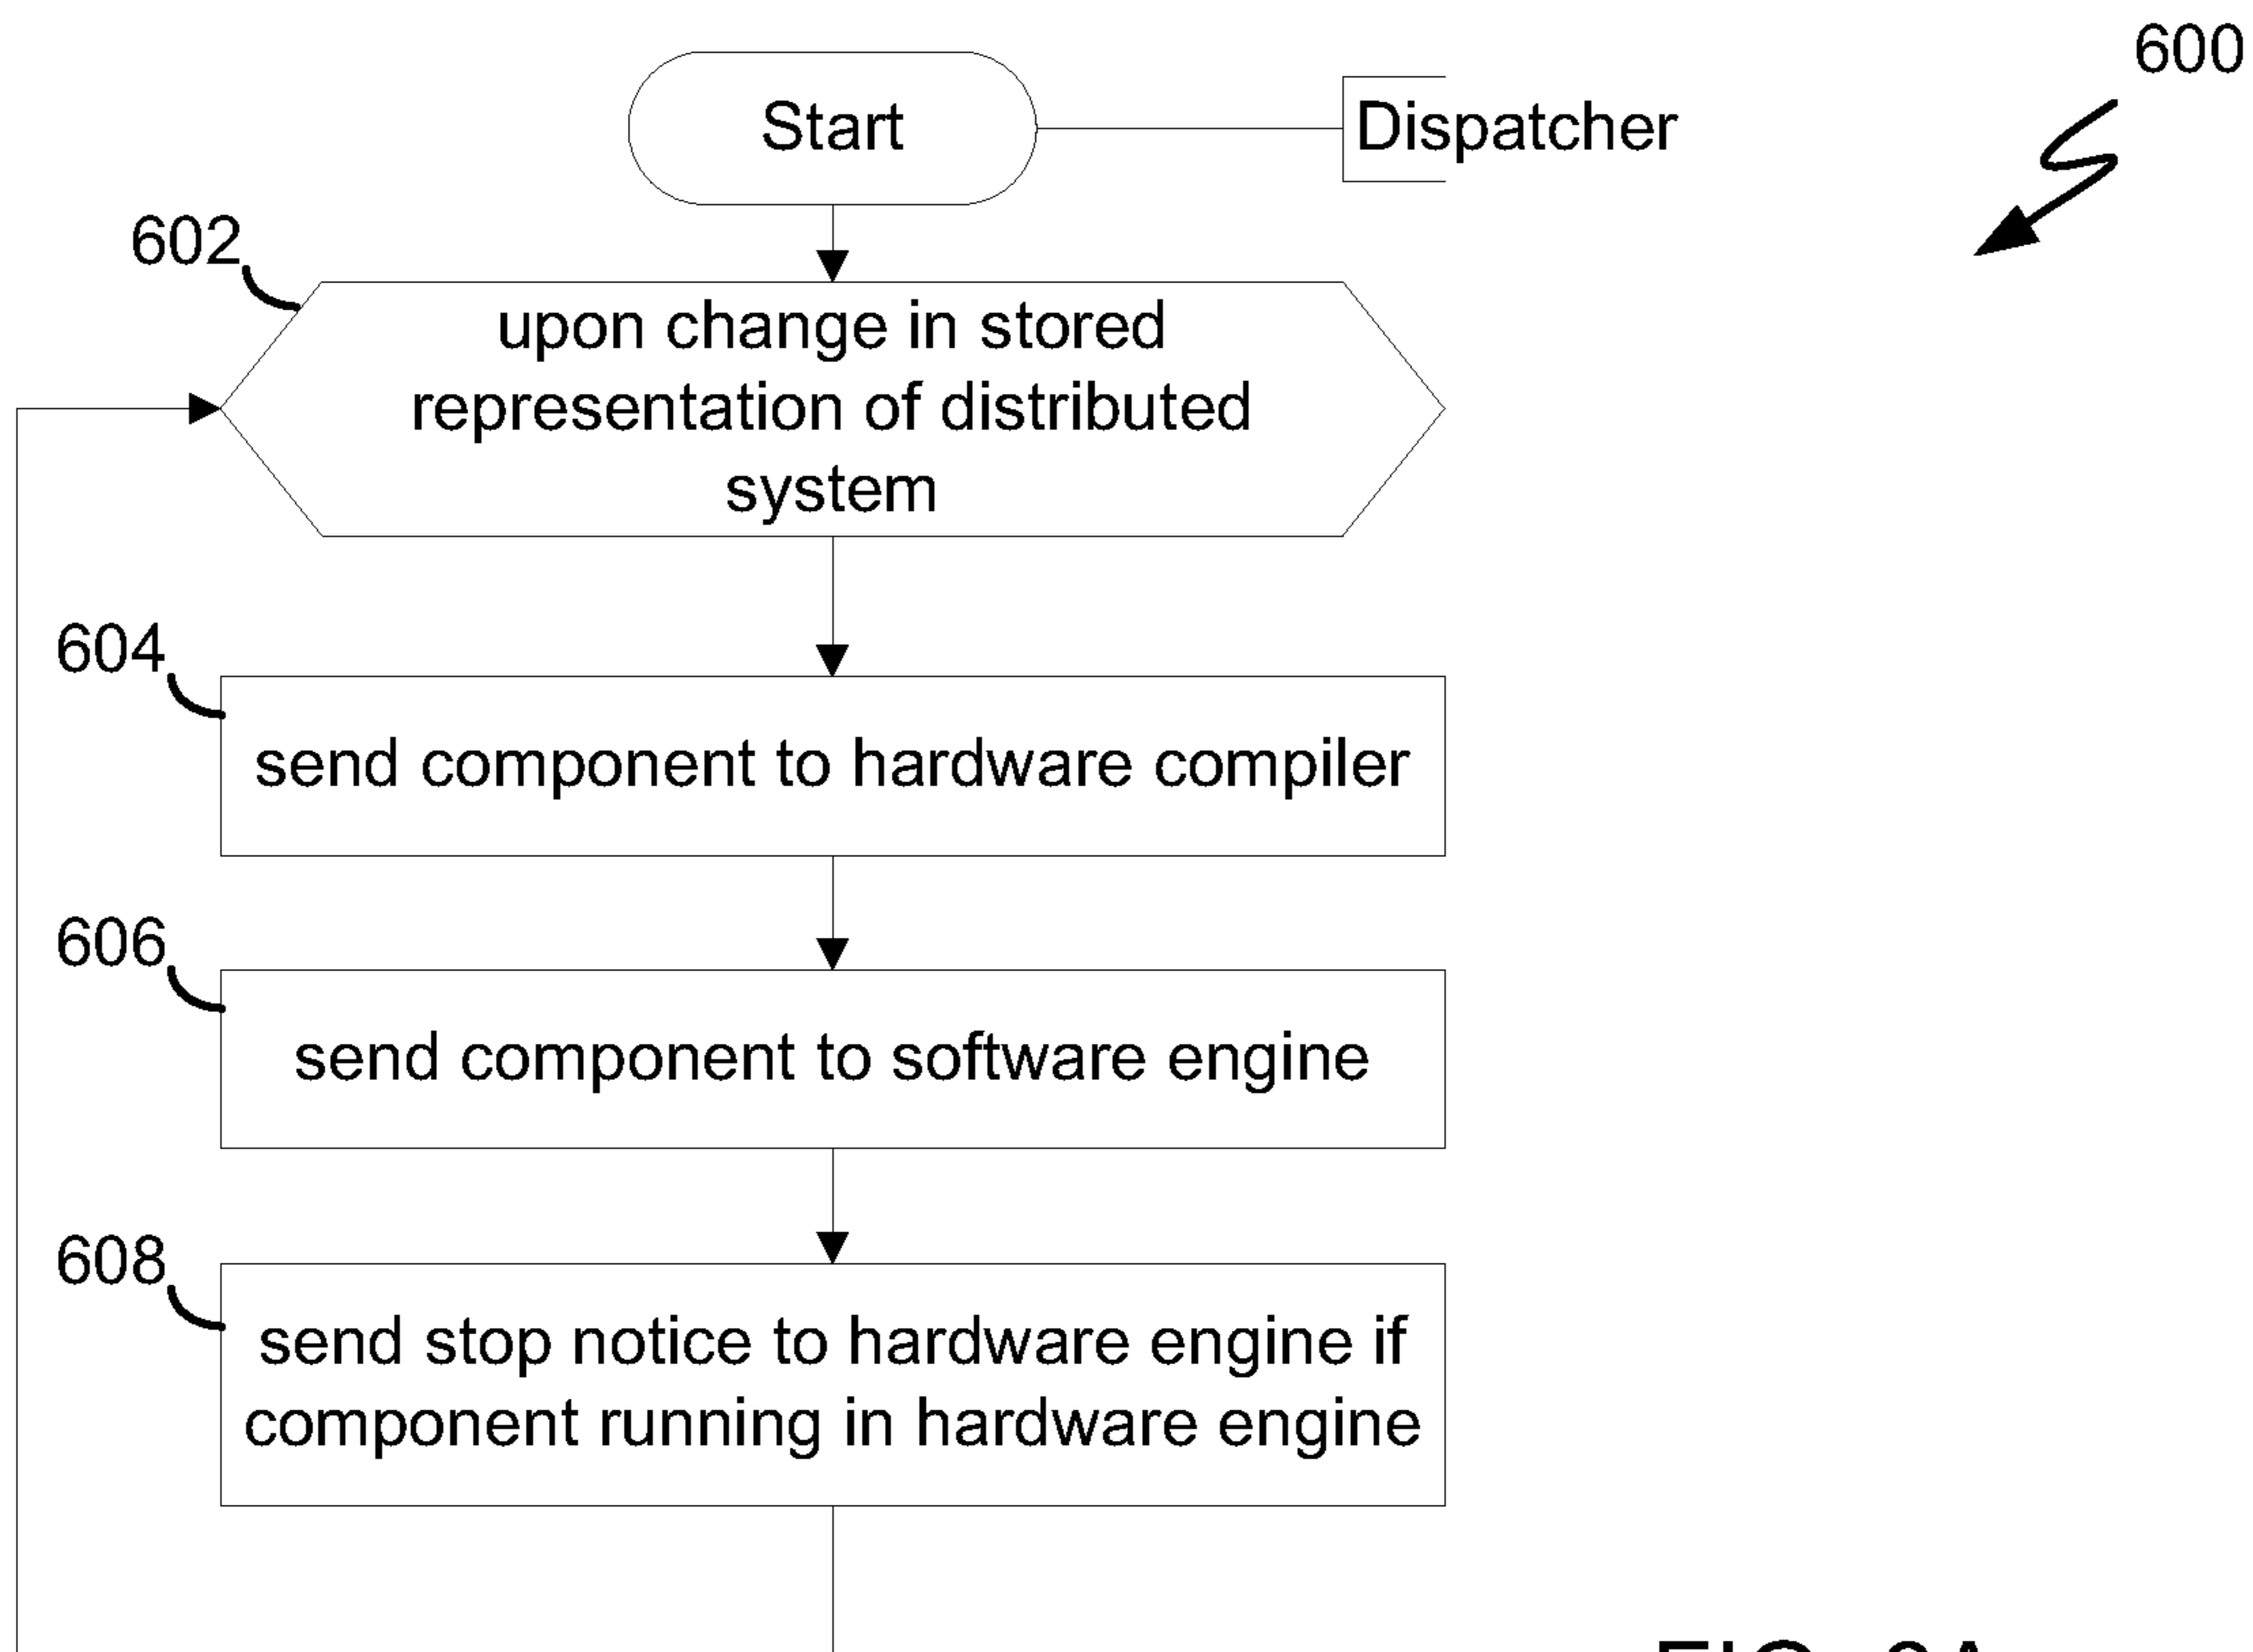 600
Start
Dispatcher
602
upon change in stored
representation of distributed
system
604
send component to hardware compiler
606
send component to software engine
608
send stop notice to hardware engine if
component running in hardware engine